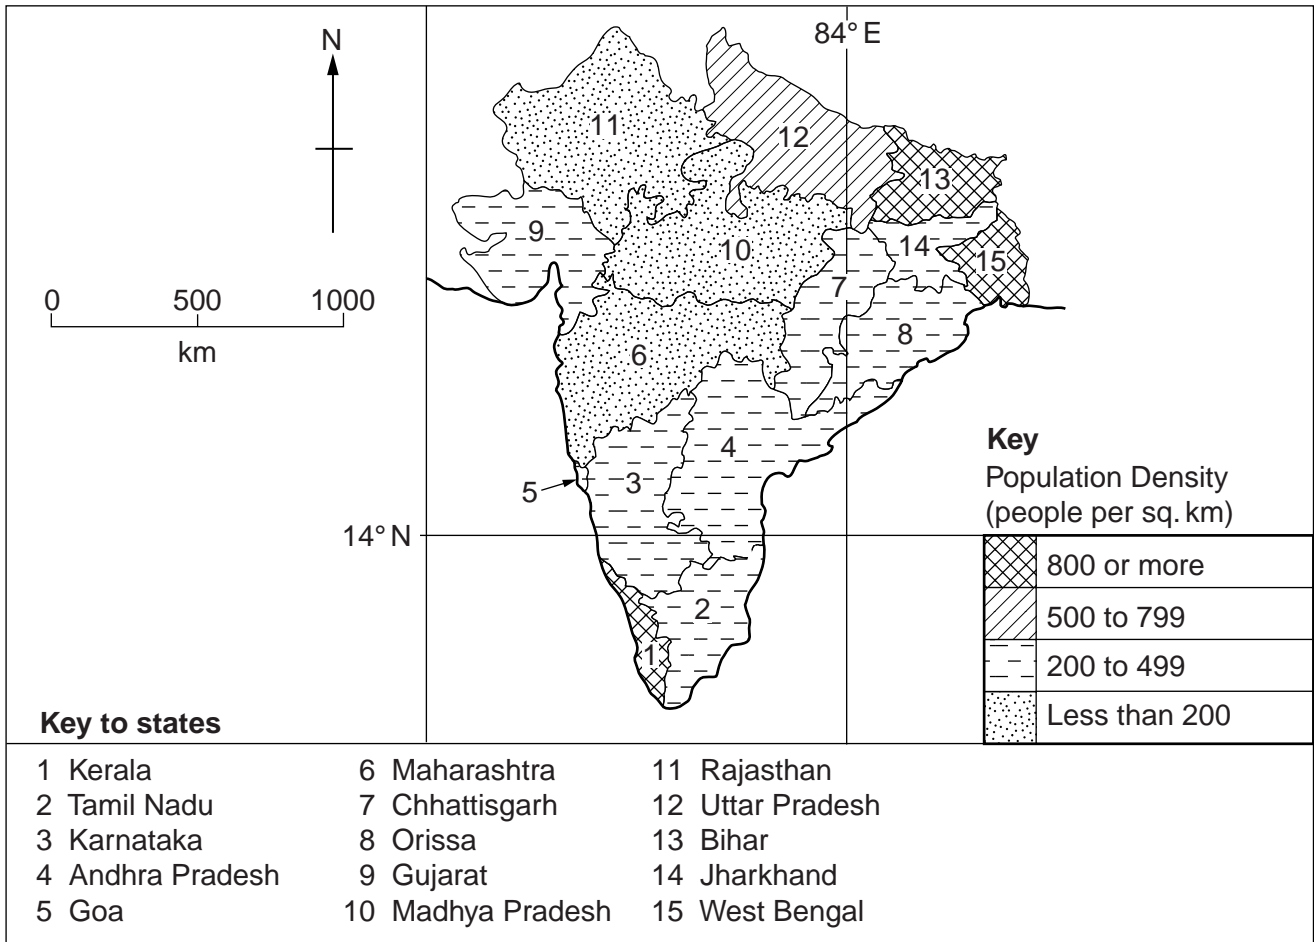 N
84° E
11
12
13
9
10
14
15
7
0 500 1000
km
6
8
4
5
3
14° N
2
1
Key
Population Density
(people per sq. km)
800 or more
500 to 799
200 to 499
Less than 200
Key to states
1 Kerala
2 Tamil Nadu
3 Karnataka
4 Andhra Pradesh
5 Goa
6 Maharashtra
7 Chhattisgarh
8 Orissa
9 Gujarat
10 Madhya Pradesh
11 Rajasthan
12 Uttar Pradesh
13 Bihar
14 Jharkhand
15 West Bengal